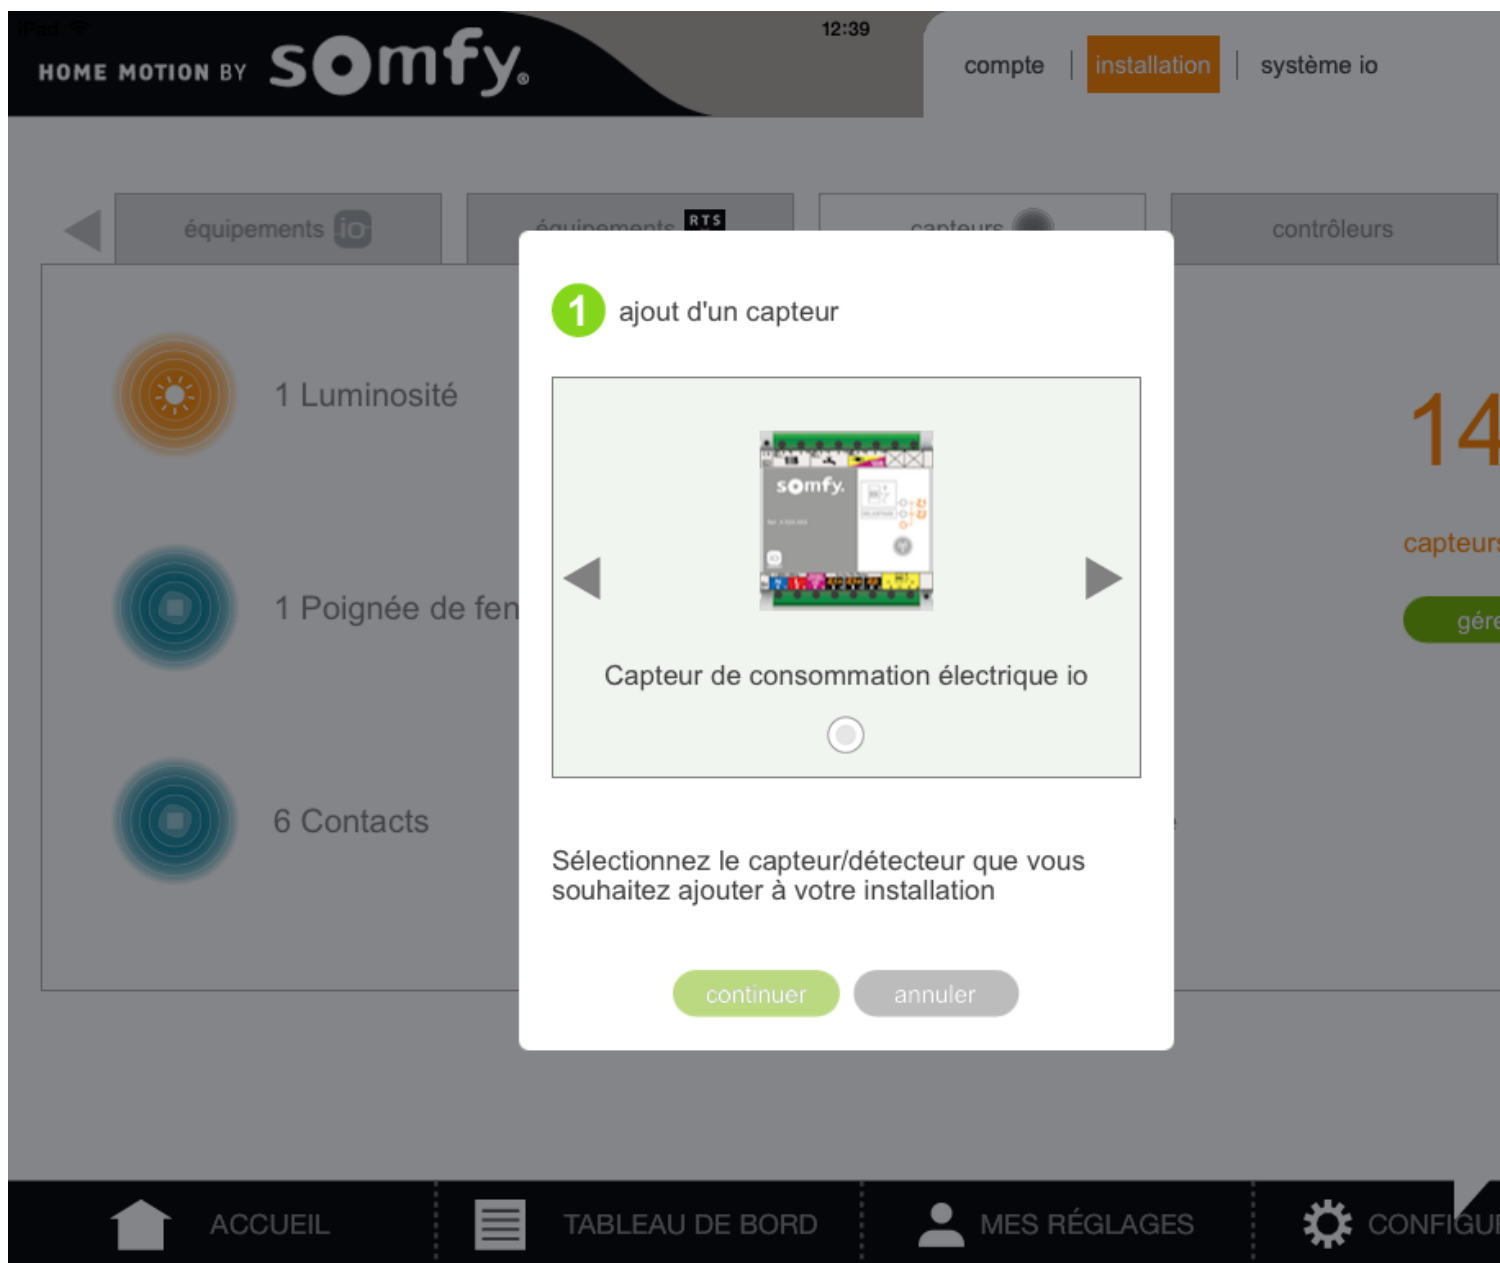 iPad
12:39
HOME MOTION BY somfy®
compte | installation | système io
équipements io
équipements RTS
capteurs
contrôleurs
1 ajout d'un capteur
1 Luminosité
14
somfy.
capteurs
1 Poignée de fen
gére
Capteur de consommation électrique io
6 Contacts
Sélectionnez le capteur/détecteur que vous
souhaitez ajouter à votre installation
continuer
annuler
ACCUEIL
TABLEAU DE BORD
MES RÉGLAGES
CONFIGUR